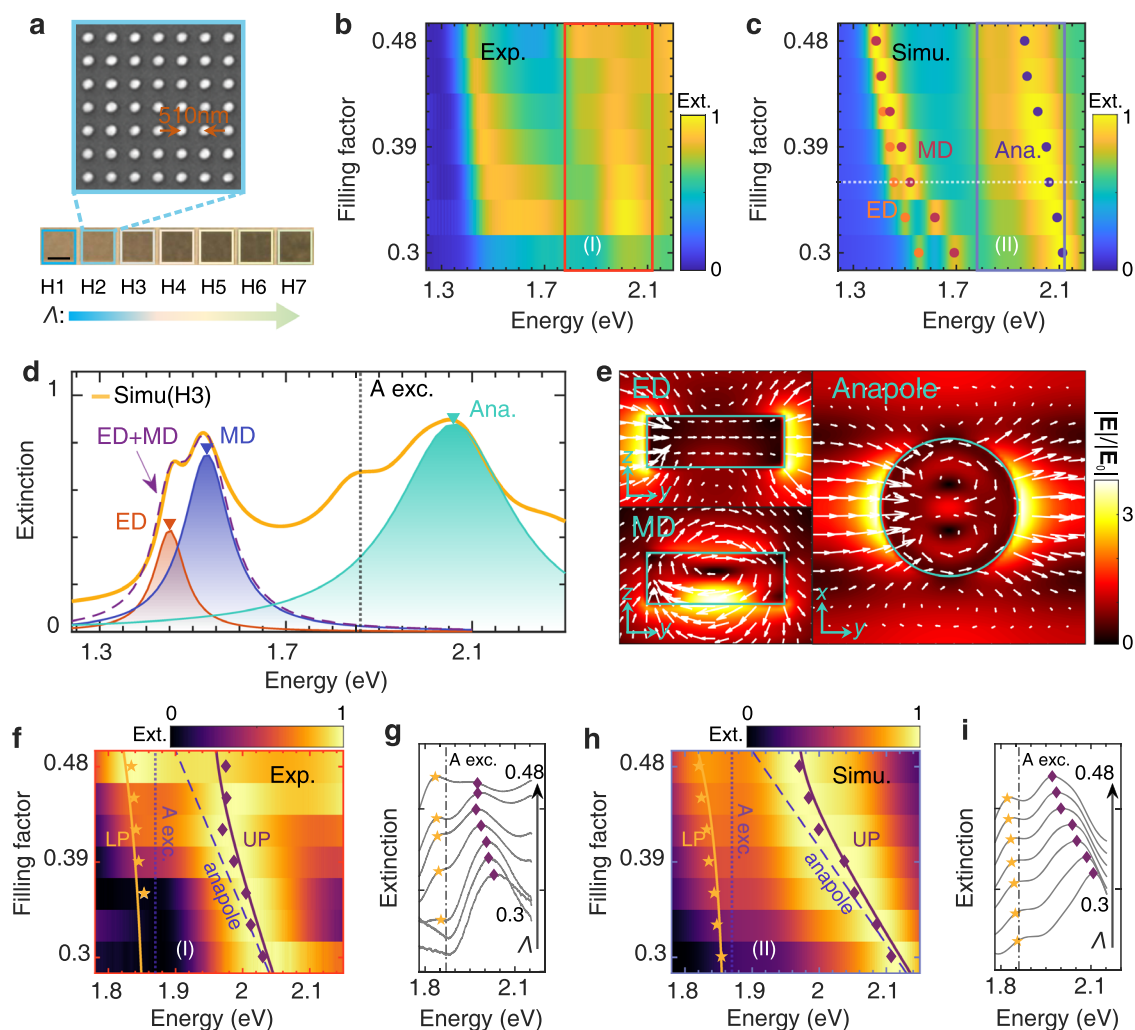 a
510nm
H1 H2 H3 H4 H5 H6 H7
Λ:
b
Exp.
(I)
Filling factor
0.48
0.39
0.3
1.3 1.7 2.1
Energy (eV)
Ext.
1
0
c
Simu.
MD
Ana.
ED
(II)
Filling factor
0.48
0.39
0.3
1.3 1.7 2.1
Energy (eV)
Ext.
1
0
d
Simu(H3)
A exc.
Ana.
ED+MD
MD
ED
Extinction
1
0
1.3 1.7 2.1
Energy (eV)
e
ED
z
y
MD
z
y
Anapole
x
y
|E|/|E₀|
3
0
f
Ext.
0 1
Exp.
LP
A exc.
UP
anapole
(I)
Filling factor
0.48
0.39
0.3
1.8 1.9 2 2.1
Energy (eV)
g
A exc.
0.48
0.3
Λ
Extinction
1.8 2.1
Energy (eV)
h
Ext.
0 1
Simu.
LP
A exc.
UP
anapole
(II)
Filling factor
0.48
0.39
0.3
1.8 1.9 2 2.1
Energy (eV)
i
A exc.
0.48
0.3
Λ
Extinction
1.8 2.1
Energy (eV)